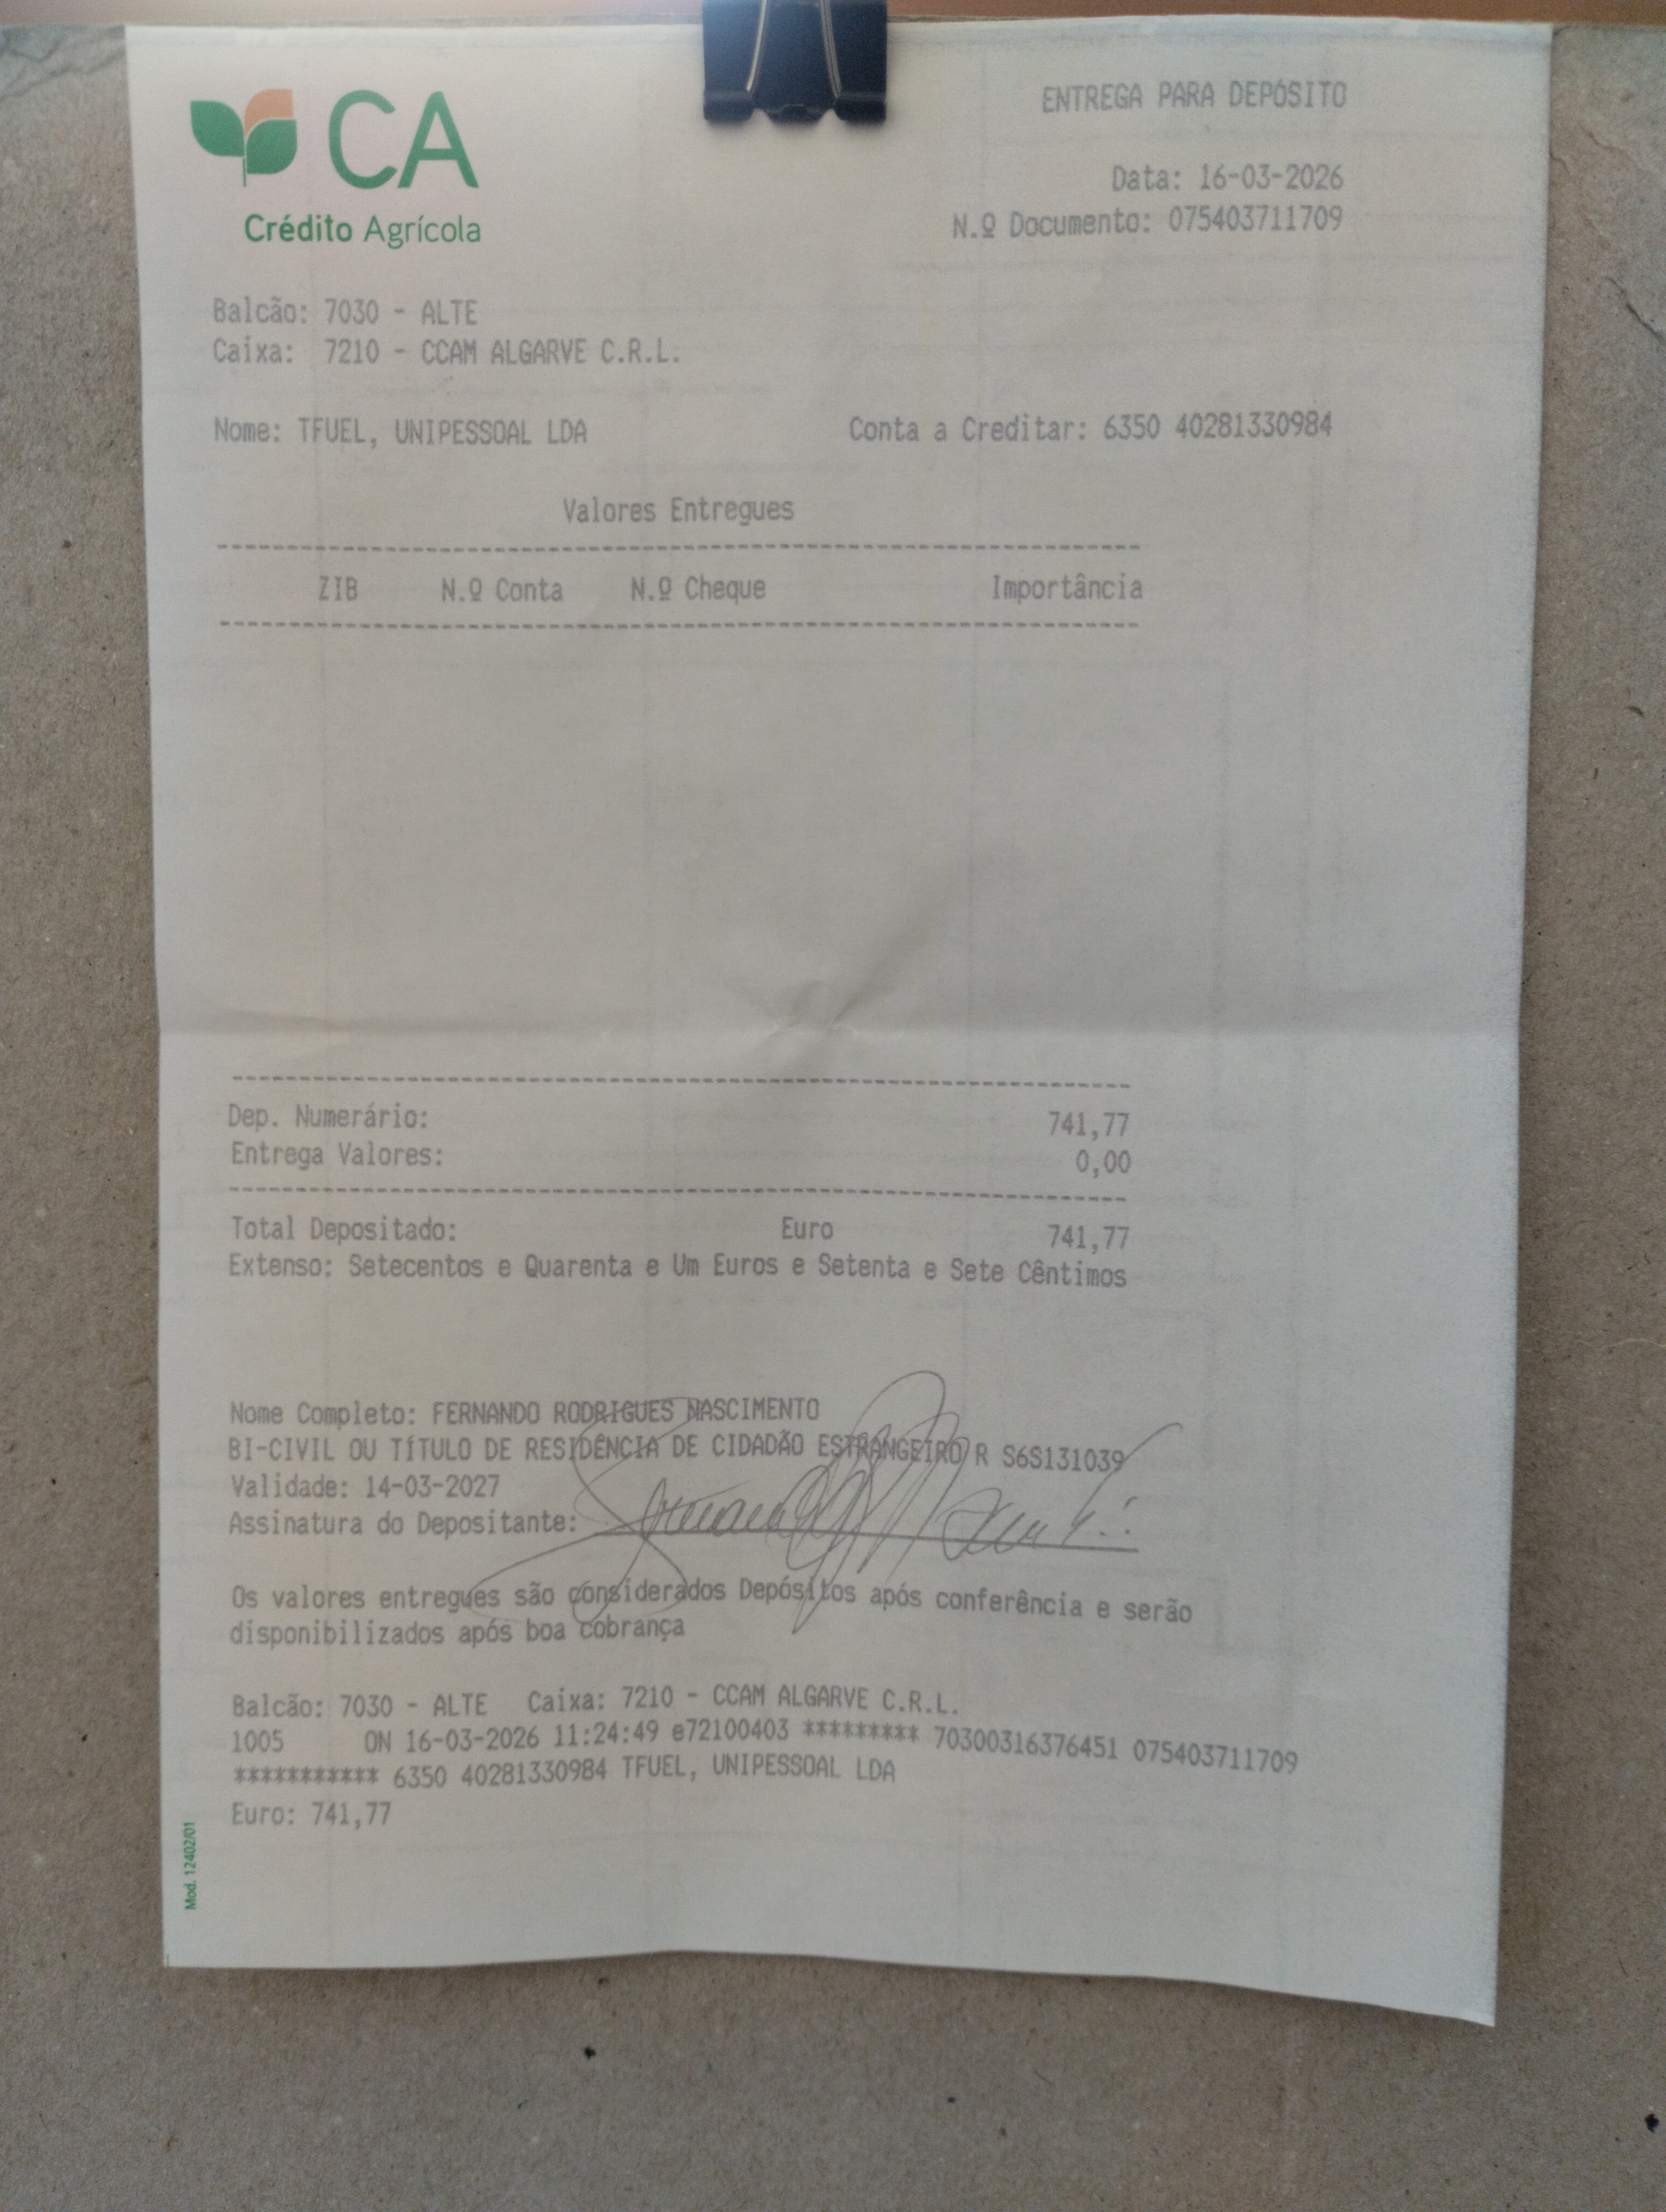 CA
Crédito Agrícola
ENTREGA PARA DEPÓSITO
Data: 16-03-2026
N.º Documento: 075403711709
Balcão: 7030 - ALTE
Caixa: 7210 - CCAM ALGARVE C.R.L.
Nome: TFUEL, UNIPESSOAL LDA Conta a Creditar: 6350 40281330984
Valores Entregues
ZIB N.º Conta N.º Cheque Importância
Dep. Numerário: 741,77
Entrega Valores: 0,00
Total Depositado: Euro 741,77
Extenso: Setecentos e Quarenta e Um Euros e Setenta e Sete Cêntimos
Nome Completo: FERNANDO RODRIGUES NASCIMENTO
BI-CIVIL OU TÍTULO DE RESIDÊNCIA DE CIDADÃO ESTRANGEIRO R S6S131039
Validade: 14-03-2027
Assinatura do Depositante:
Os valores entregues são considerados Depósitos após conferência e serão
disponibilizados após boa cobrança
Balcão: 7030 - ALTE Caixa: 7210 - CCAM ALGARVE C.R.L.
1005 ON 16-03-2026 11:24:49 e72100403 ********* 70300316376451 075403711709
*********** 6350 40281330984 TFUEL, UNIPESSOAL LDA
Euro: 741,77
Mod. 12402/01